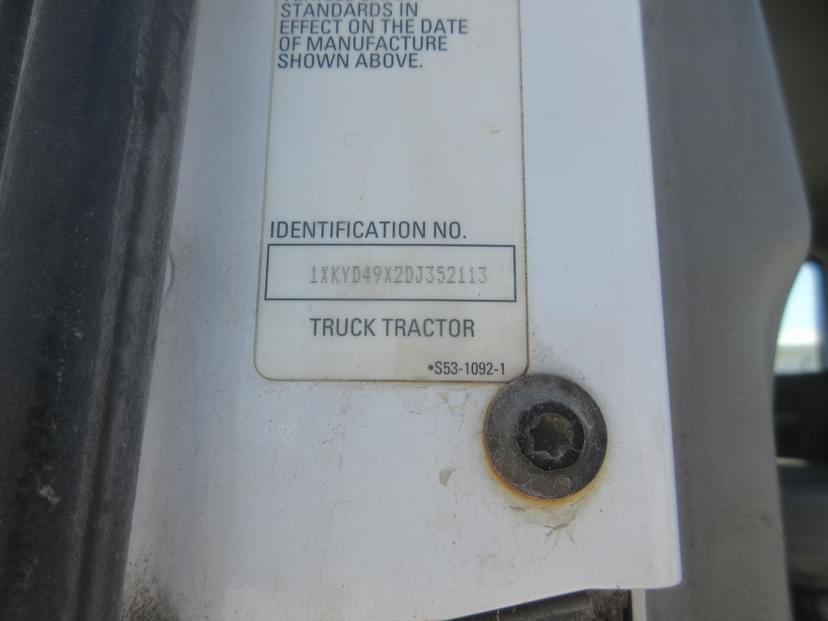 STANDARDS IN
EFFECT ON THE DATE
OF MANUFACTURE
SHOWN ABOVE.
IDENTIFICATION NO.
1XKYD49X2DJ352113
TRUCK TRACTOR
•S53-1092-1